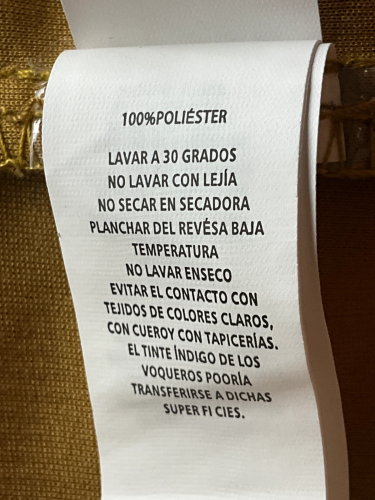 100%POLIÉSTER
LAVAR A 30 GRADOS
NO LAVAR CON LEJÍA
NO SECAR EN SECADORA
PLANCHAR DEL REVÉSA BAJA
TEMPERATURA
NO LAVAR ENSECO
EVITAR EL CONTACTO CON
TEJIDOS DE COLORES CLAROS,
CON CUEROY CON TAPICERÍAS.
EL TINTE ÍNDIGO DE LOS
VOQUEROS POORÍA
TRANSFERIRSE A DICHAS
SUPER FI CIES.